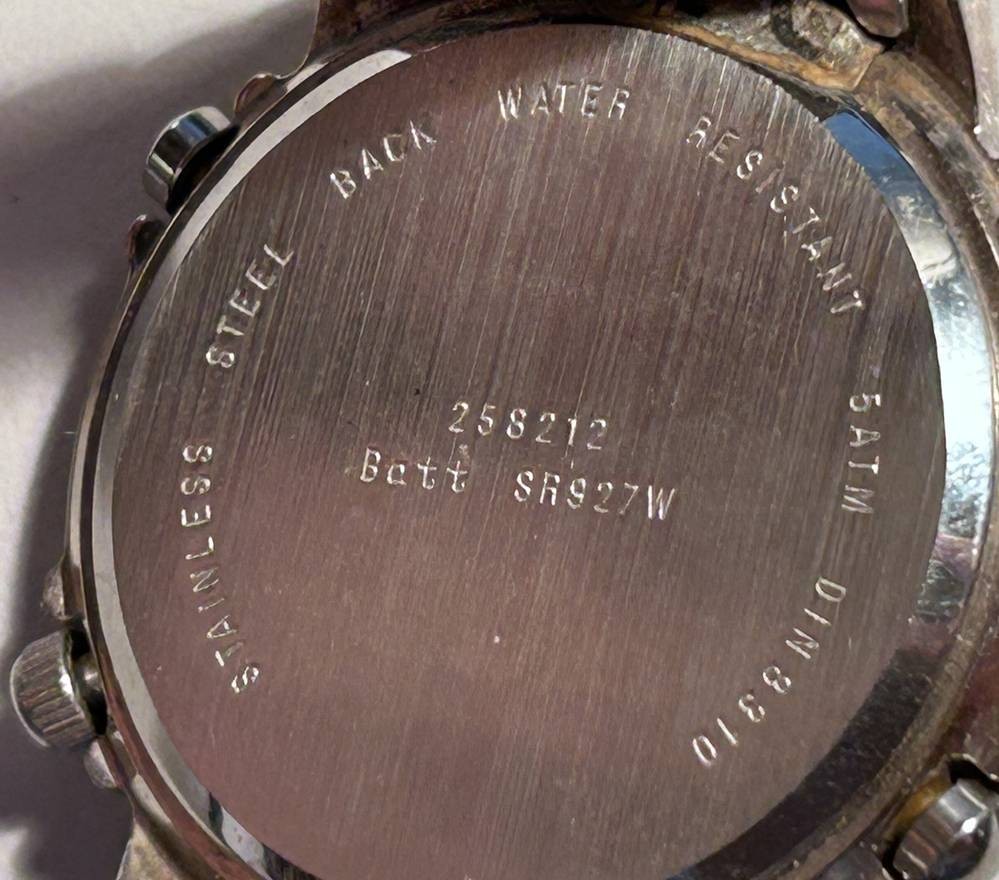 STAINLESS STEEL BACK WATER RESISTANT 5ATM DIN8310
258212
Batt SR927W